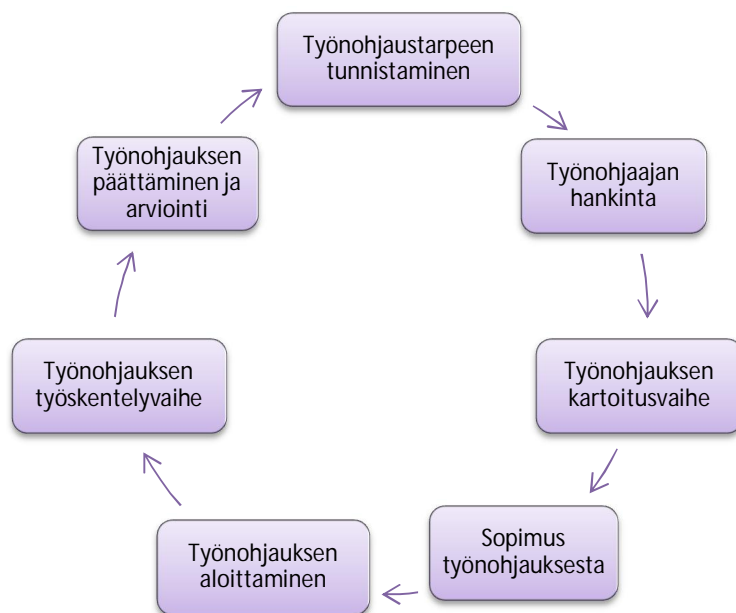 Työnohjaustarpeen
tunnistaminen
Työnohjaajan
hankinta
Työnohjauksen
kartoitusvaihe
Sopimus
työnohjauksesta
Työnohjauksen
aloittaminen
Työnohjauksen
työskentelyvaihe
Työnohjauksen
päättäminen ja
arviointi